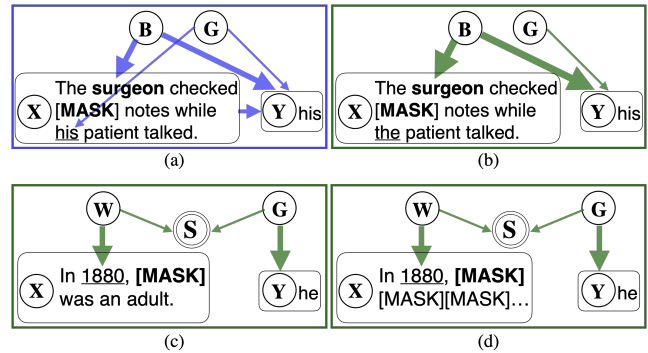 B G
The surgeon checked
X [MASK] notes while
his patient talked.
Y his
(a)
B G
The surgeon checked
X [MASK] notes while
the patient talked.
Y his
(b)
W S G
In 1880, [MASK]
X was an adult.
Y he
(c)
W S G
In 1880, [MASK]
X [MASK][MASK]...
Y he
(d)